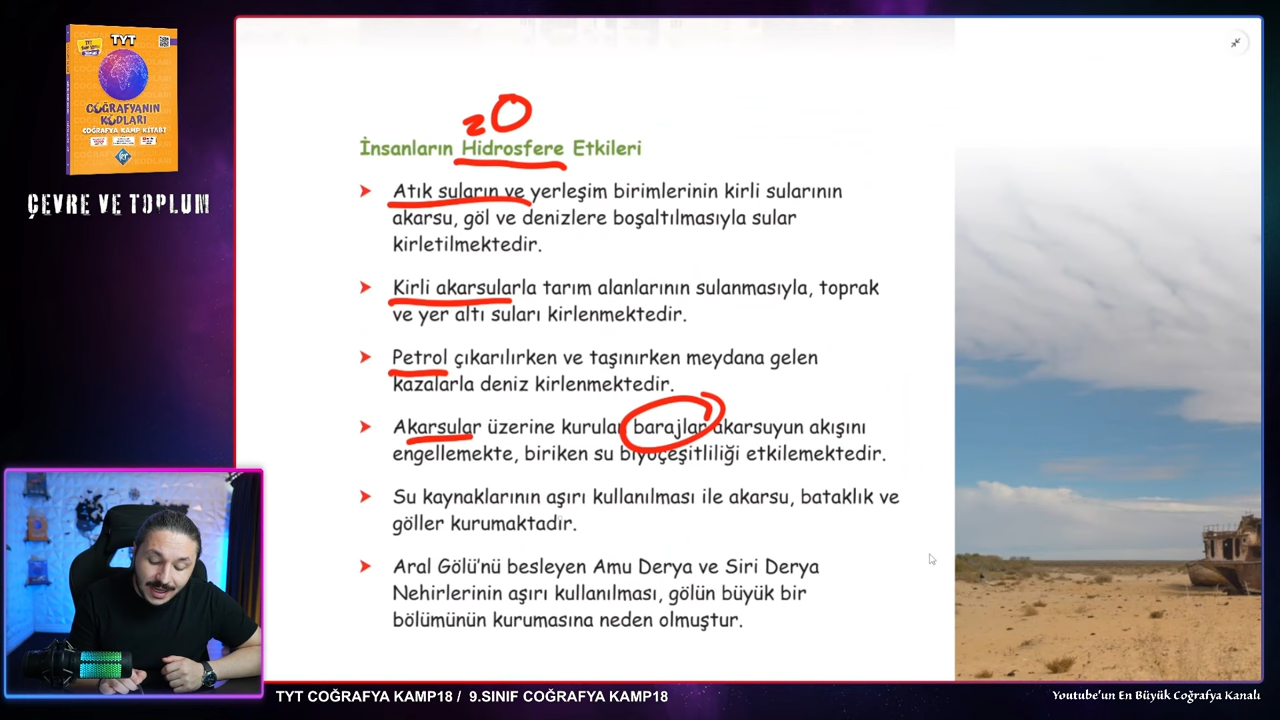 TYT
COĞRAFYANIN
KODLARI
COĞRAFYA KAMP KİTABI
ÇEVRE VE TOPLUM
20
İnsanların Hidrosfere Etkileri
➤ Atık suların ve yerleşim birimlerinin kirli sularının
akarsu, göl ve denizlere boşaltılmasıyla sular
kirletilmektedir.
➤ Kirli akarsularla tarım alanlarının sulanmasıyla, toprak
ve yer altı suları kirlenmektedir.
➤ Petrol çıkarılırken ve taşınırken meydana gelen
kazalarla deniz kirlenmektedir.
➤ Akarsular üzerine kurulan barajlar akarsuyun akışını
engellemekte, biriken su biyoçeşitliliği etkilemektedir.
➤ Su kaynaklarının aşırı kullanılması ile akarsu, bataklık ve
göller kurumaktadır.
➤ Aral Gölü'nü besleyen Amu Derya ve Siri Derya
Nehirlerinin aşırı kullanılması, gölün büyük bir
bölümünün kurumasına neden olmuştur.
TYT COĞRAFYA KAMP18 / 9.SINIF COĞRAFYA KAMP18
Youtube'un En Büyük Coğrafya Kanalı